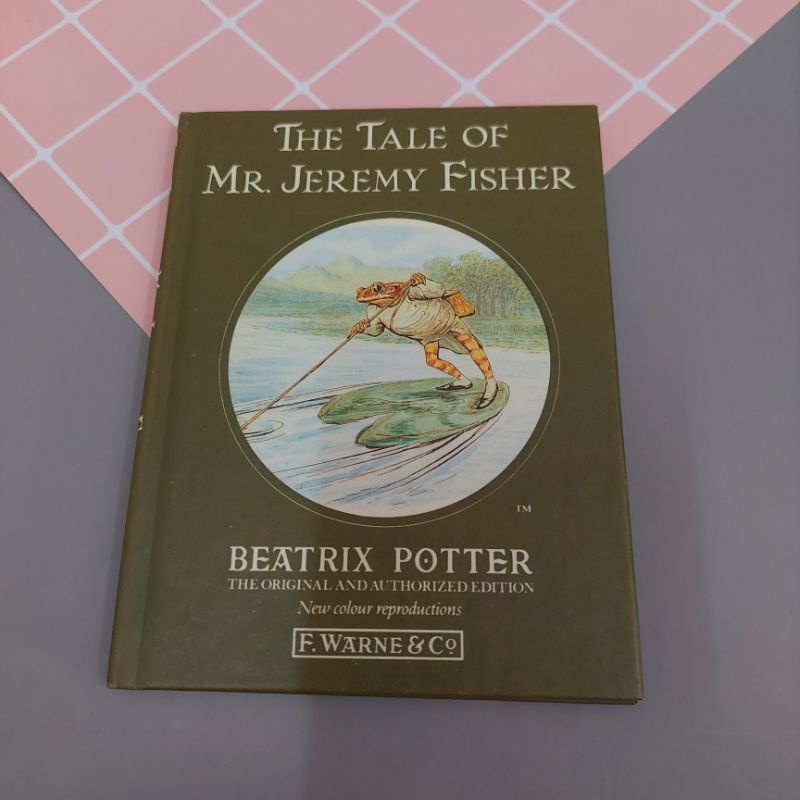 THE TALE OF
MR. JEREMY FISHER
TM
BEATRIX POTTER
THE ORIGINAL AND AUTHORIZED EDITION
New colour reproductions
F. WARNE & Co